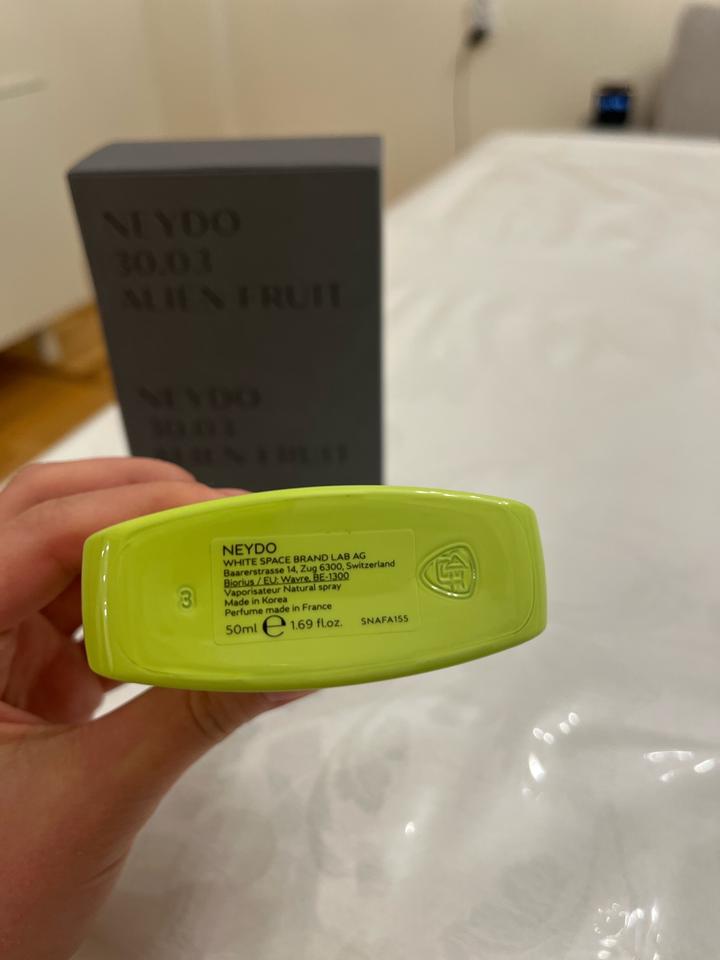 NEYDO
30.03
ALIEN FRUIT
NEYDO
30.03
ALIEN FRUIT
NEYDO
WHITE SPACE BRAND LAB AG
Baarerstrasse 14, Zug 6300, Switzerland
Biorius / EU: Wavre, BE-1300
Vaporisateur Natural spray
Made in Korea
Perfume made in France
50ml e 1.69 fl.oz. SNAFA155
3